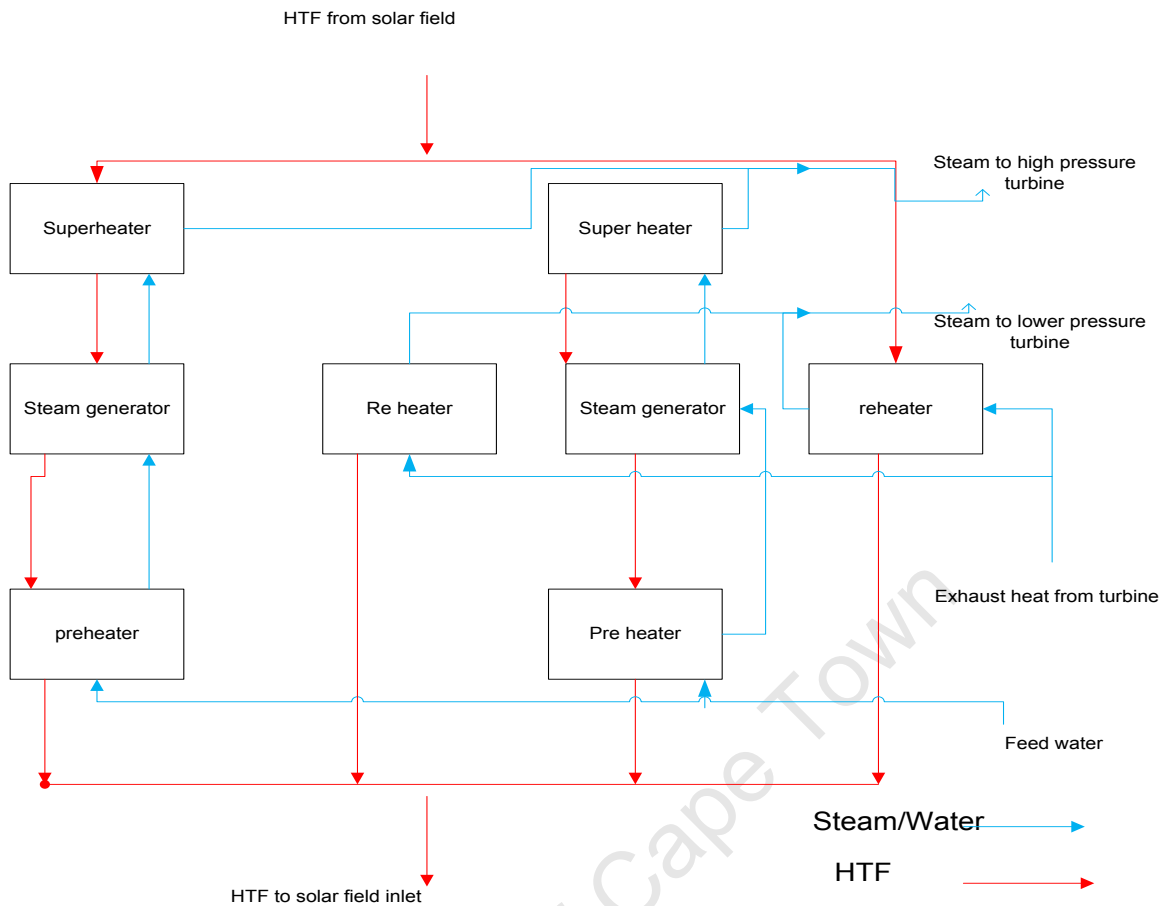 HTF from solar field
Steam to high pressure
turbine
Superheater
Super heater
Steam to lower pressure
turbine
Steam generator
Re heater
Steam generator
reheater
Exhaust heat from turbine
preheater
Pre heater
Feed water
Steam/Water
HTF
HTF to solar field inlet
Cape Town